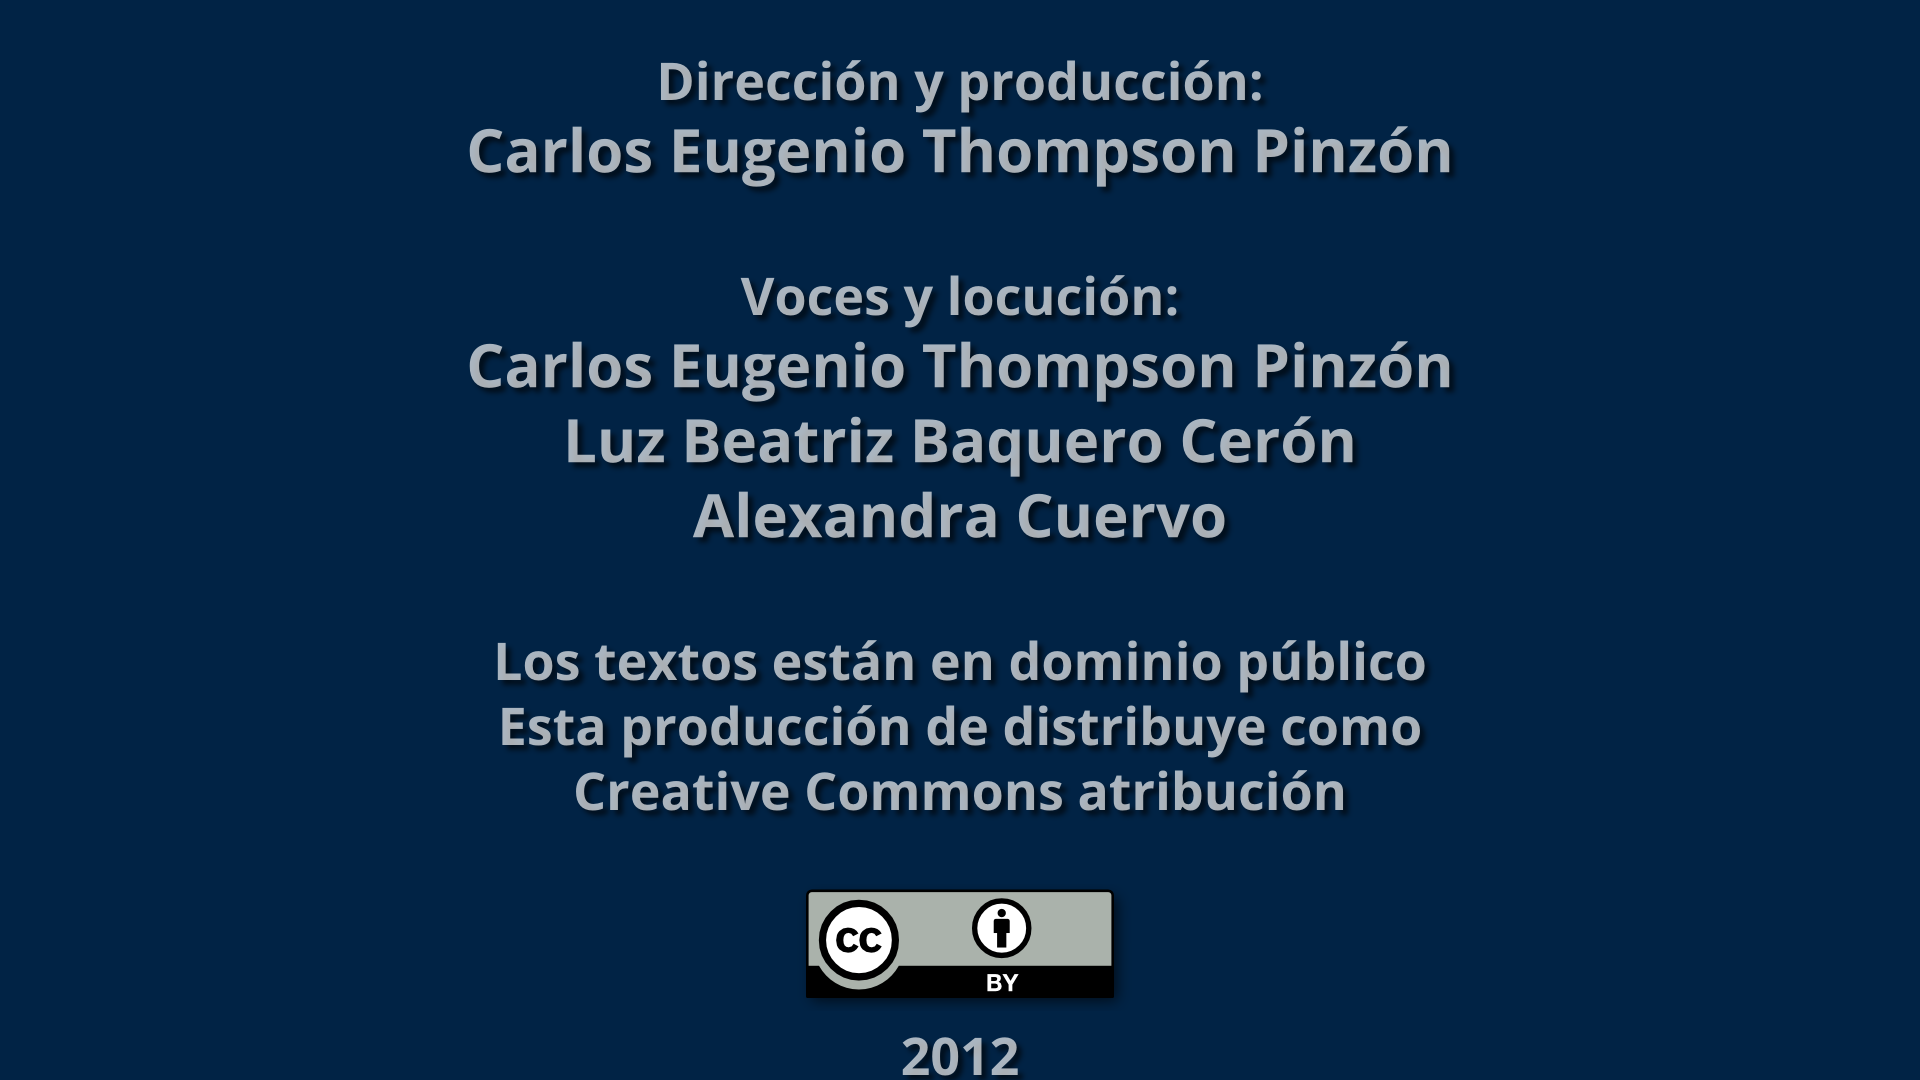 Dirección y producción:
Carlos Eugenio Thompson Pinzón
Voces y locución:
Carlos Eugenio Thompson Pinzón
Luz Beatriz Baquero Cerón
Alexandra Cuervo
Los textos están en dominio público
Esta producción de distribuye como
Creative Commons atribución
cc
BY
2012